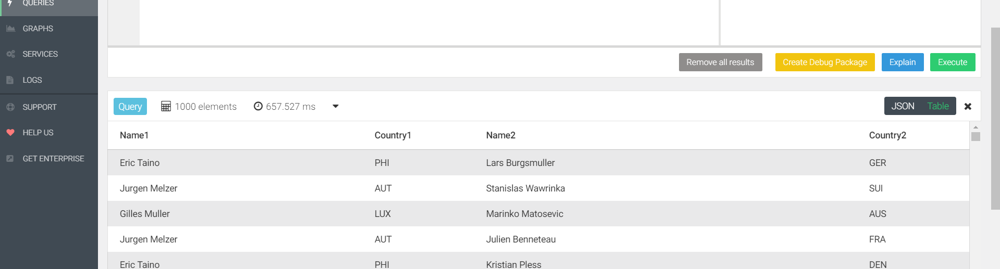 QUERIES
GRAPHS
SERVICES
LOGS
SUPPORT
HELP US
GET ENTERPRISE
Remove all results Create Debug Package Explain Execute
Query 1000 elements 657.527 ms JSON Table
Name1 Country1 Name2 Country2
Eric Taino PHI Lars Burgsmuller GER
Jurgen Melzer AUT Stanislas Wawrinka SUI
Gilles Muller LUX Marinko Matosevic AUS
Jurgen Melzer AUT Julien Benneteau FRA
Eric Taino PHI Kristian Pless DEN